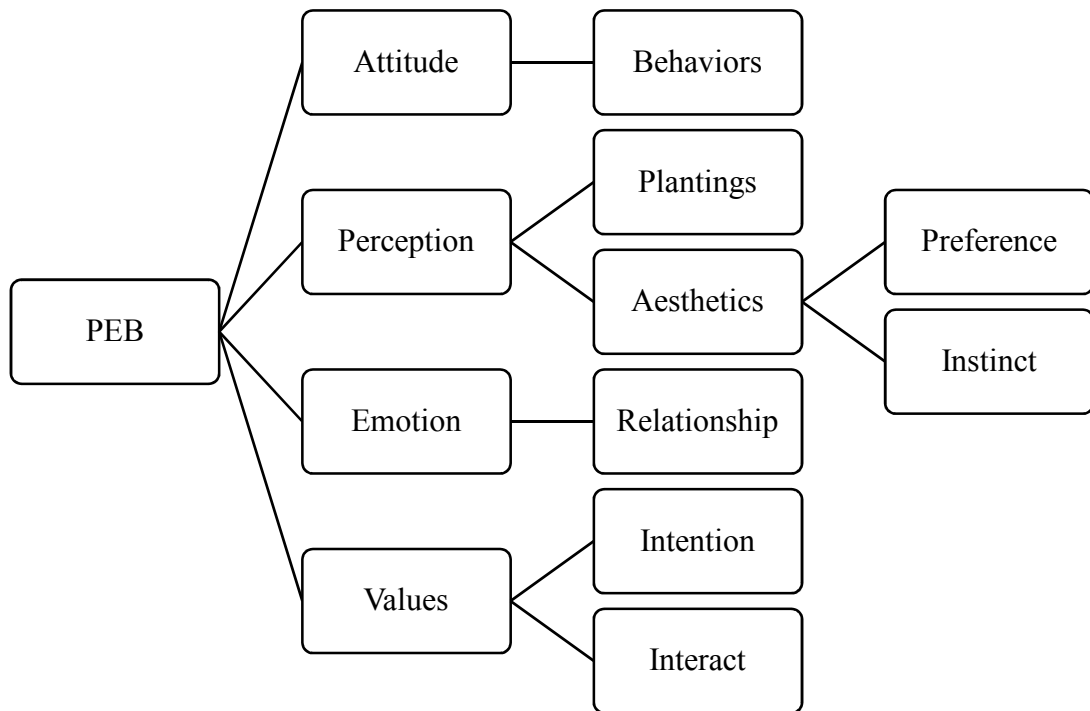 PEB
Attitude
Behaviors
Perception
Plantings
Aesthetics
Preference
Instinct
Emotion
Relationship
Values
Intention
Interact